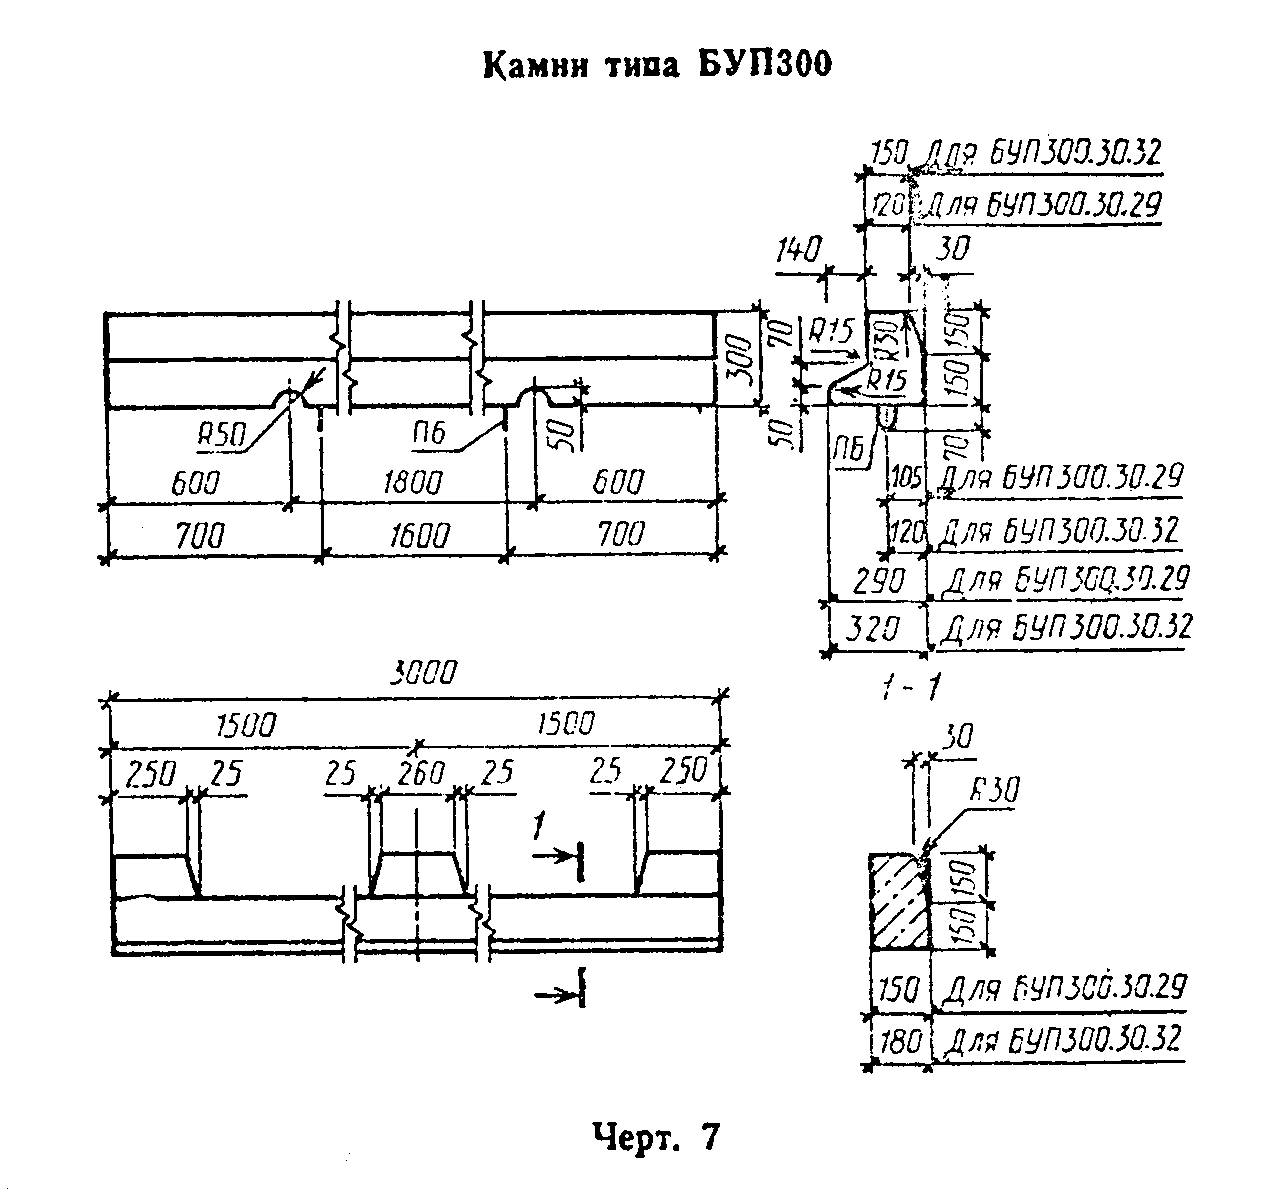 Камни типа БУП300
150 Для БУП300.30.32
120 Для БУП300.30.29
140 30
R15 70 R30 150
300
R15 150
R50 П6 50 50 П6 70
600 1800 600 105 Для БУП300.30.29
700 1600 700 120 Для БУП300.30.32
290 Для БУП300.30.29
320 Для БУП300.30.32
3000 1-1
1500 1500 30
250 25 25 260 25 25 250 R30
1
150
150
150 Для БУП300.30.29
180 Для БУП300.30.32
Черт. 7